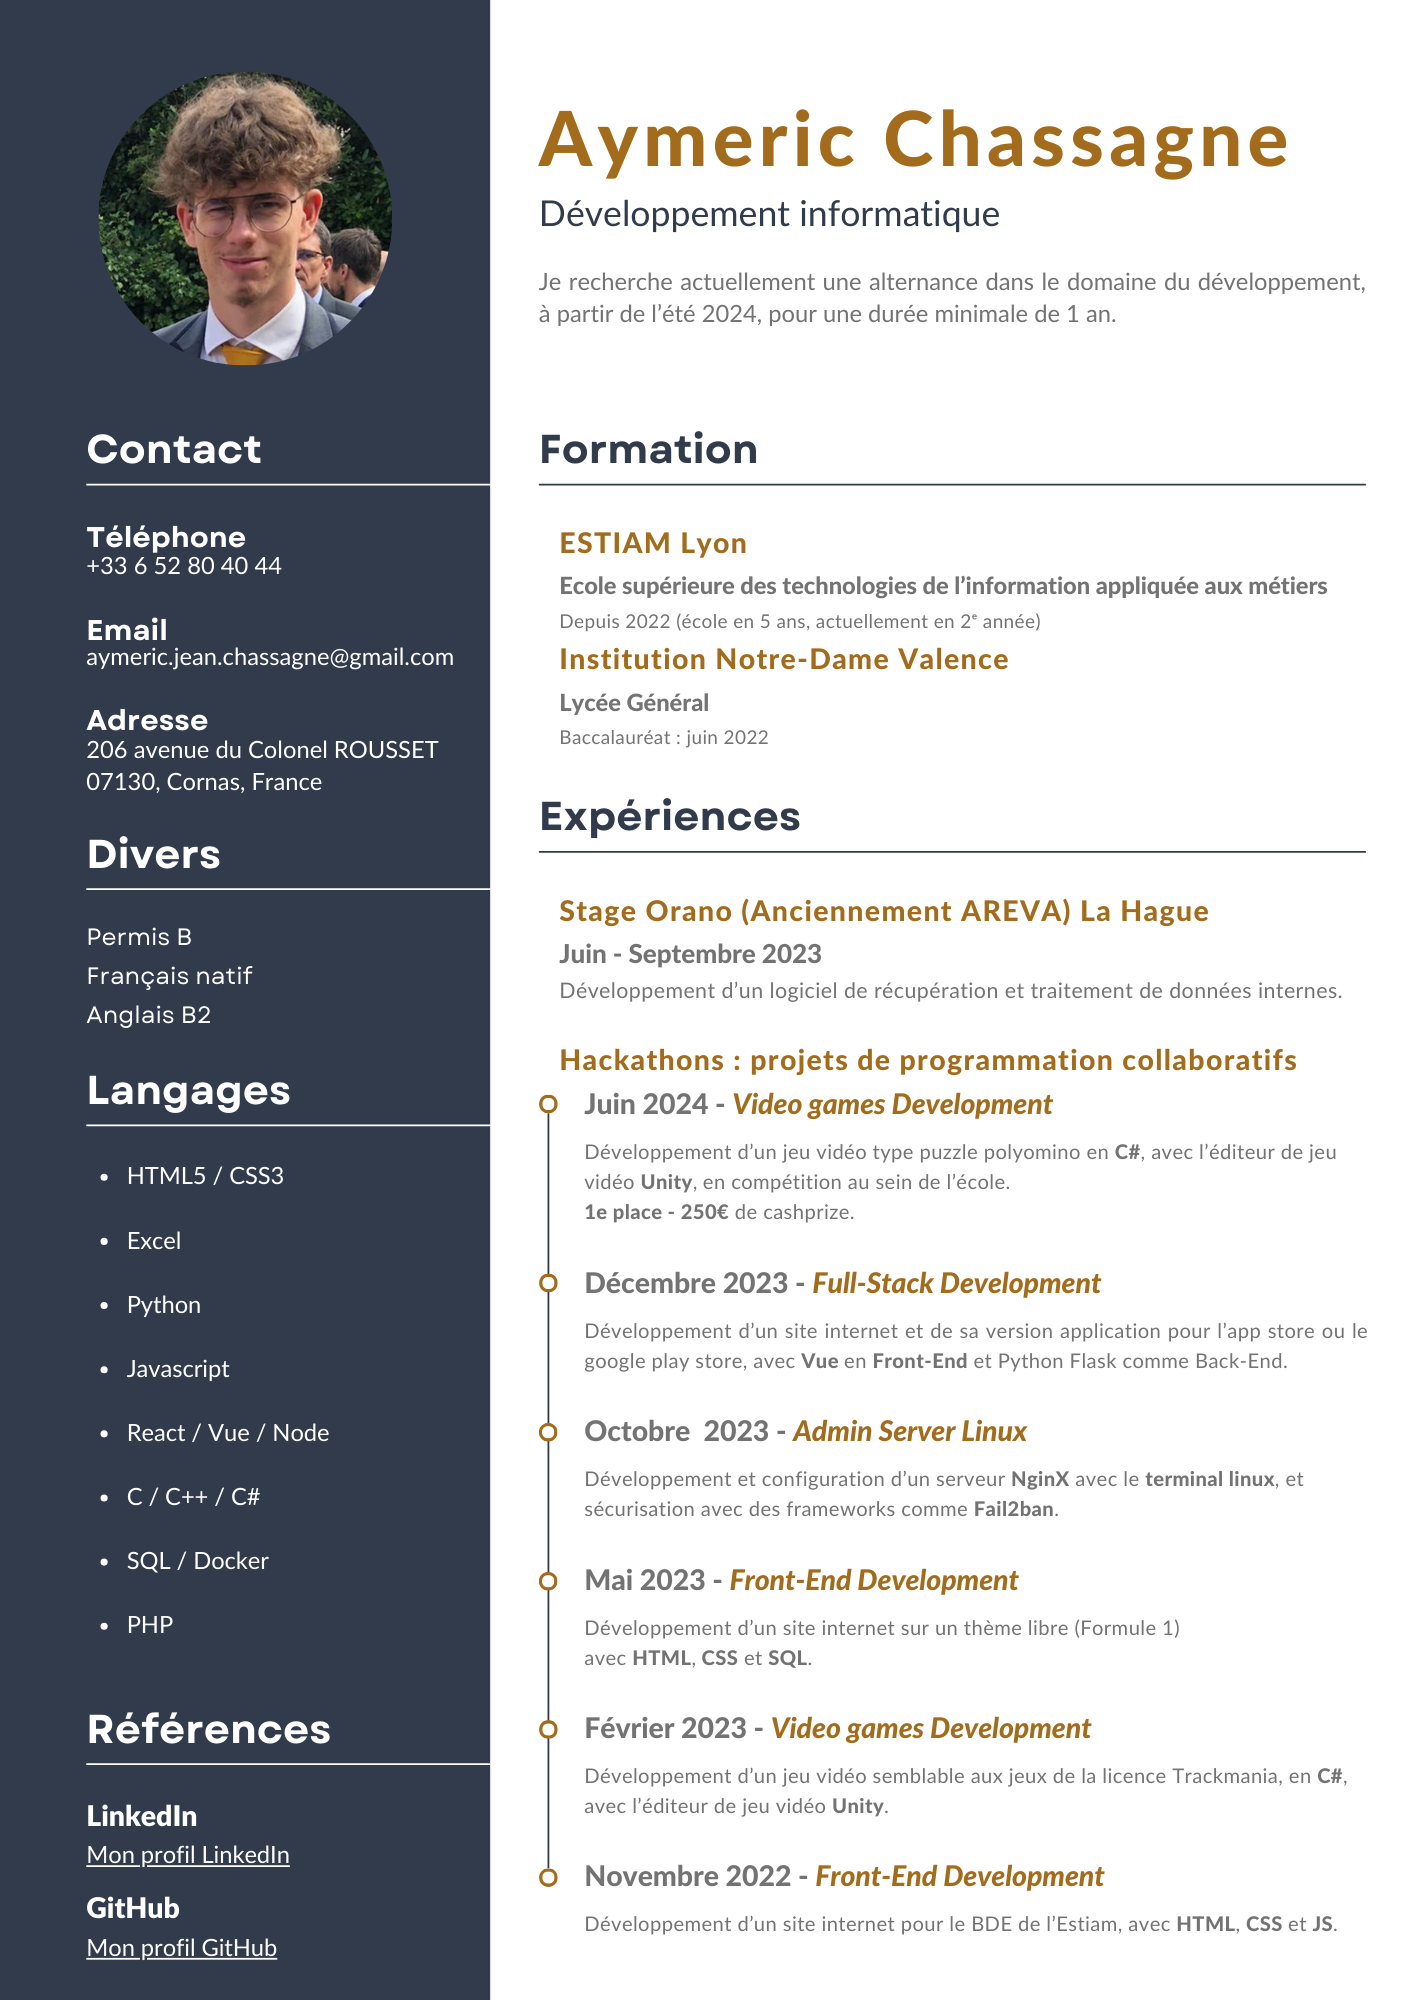 Aymeric Chassagne
Développement informatique
Je recherche actuellement une alternance dans le domaine du développement,
à partir de l’été 2024, pour une durée minimale de 1 an.
Contact
Téléphone
+33 6 52 80 40 44
Email
aymeric.jean.chassagne@gmail.com
Adresse
206 avenue du Colonel ROUSSET
07130, Cornas, France
Divers
Permis B
Français natif
Anglais B2
Langages
• HTML5 / CSS3
• Excel
• Python
• Javascript
• React / Vue / Node
• C / C++ / C#
• SQL / Docker
• PHP
Références
LinkedIn
Mon profil LinkedIn
GitHub
Mon profil GitHub
Formation
ESTIAM Lyon
Ecole supérieure des technologies de l’information appliquée aux métiers
Depuis 2022 (école en 5 ans, actuellement en 2ᵉ année)
Institution Notre-Dame Valence
Lycée Général
Baccalauréat : juin 2022
Expériences
Stage Orano (Anciennement AREVA) La Hague
Juin - Septembre 2023
Développement d’un logiciel de récupération et traitement de données internes.
Hackathons : projets de programmation collaboratifs
Juin 2024 - Video games Development
Développement d’un jeu vidéo type puzzle polyomino en C#, avec l’éditeur de jeu
vidéo Unity, en compétition au sein de l’école.
1e place - 250€ de cashprize.
Décembre 2023 - Full-Stack Development
Développement d’un site internet et de sa version application pour l’app store ou le
google play store, avec Vue en Front-End et Python Flask comme Back-End.
Octobre 2023 - Admin Server Linux
Développement et configuration d’un serveur NginX avec le terminal linux, et
sécurisation avec des frameworks comme Fail2ban.
Mai 2023 - Front-End Development
Développement d’un site internet sur un thème libre (Formule 1)
avec HTML, CSS et SQL.
Février 2023 - Video games Development
Développement d’un jeu vidéo semblable aux jeux de la licence Trackmania, en C#,
avec l’éditeur de jeu vidéo Unity.
Novembre 2022 - Front-End Development
Développement d’un site internet pour le BDE de l’Estiam, avec HTML, CSS et JS.